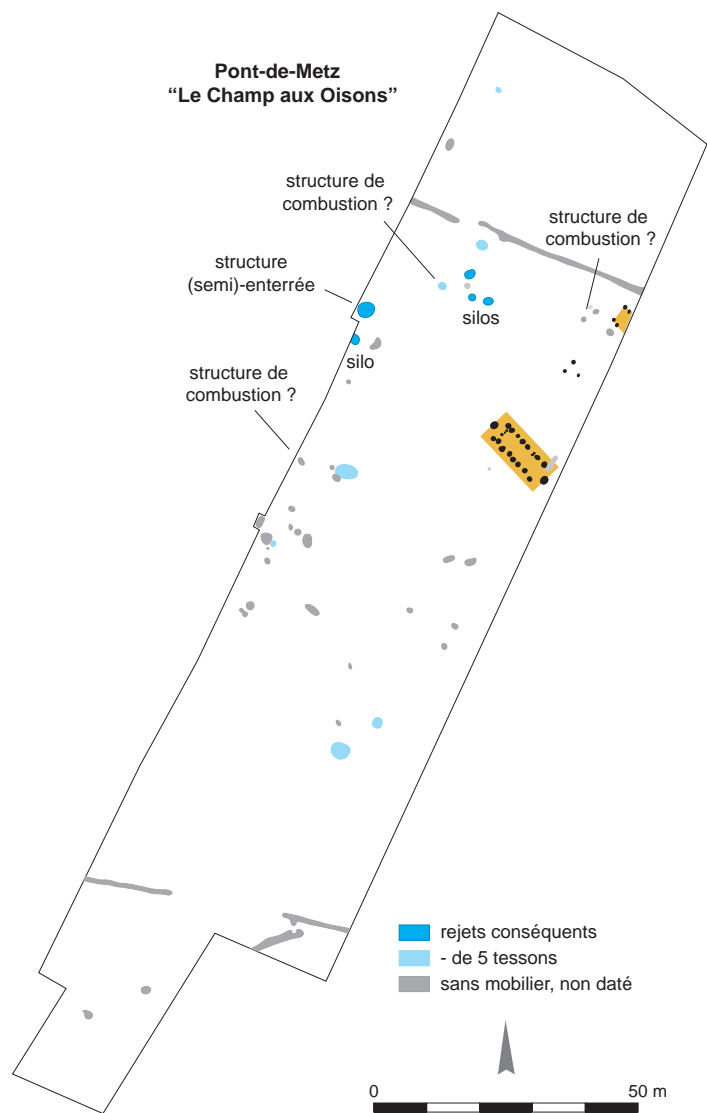 Pont-de-Metz
“Le Champ aux Oisons”
structure de
combustion ?
structure de
combustion ?
structure
(semi)-enterrée
silos
silo
structure de
combustion ?
rejets conséquents
- de 5 tessons
sans mobilier, non daté
0
50 m